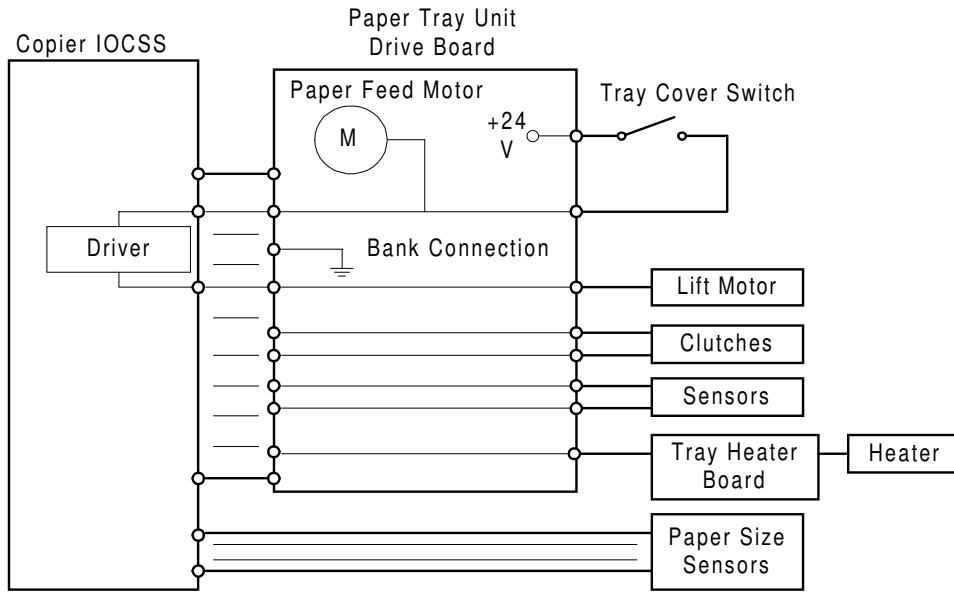 Paper Tray Unit
Drive Board
Copier IOCSS
Paper Feed Motor
Tray Cover Switch
+24
V
M
Driver
Bank Connection
Lift Motor
Clutches
Sensors
Tray Heater
Board
Heater
Paper Size
Sensors